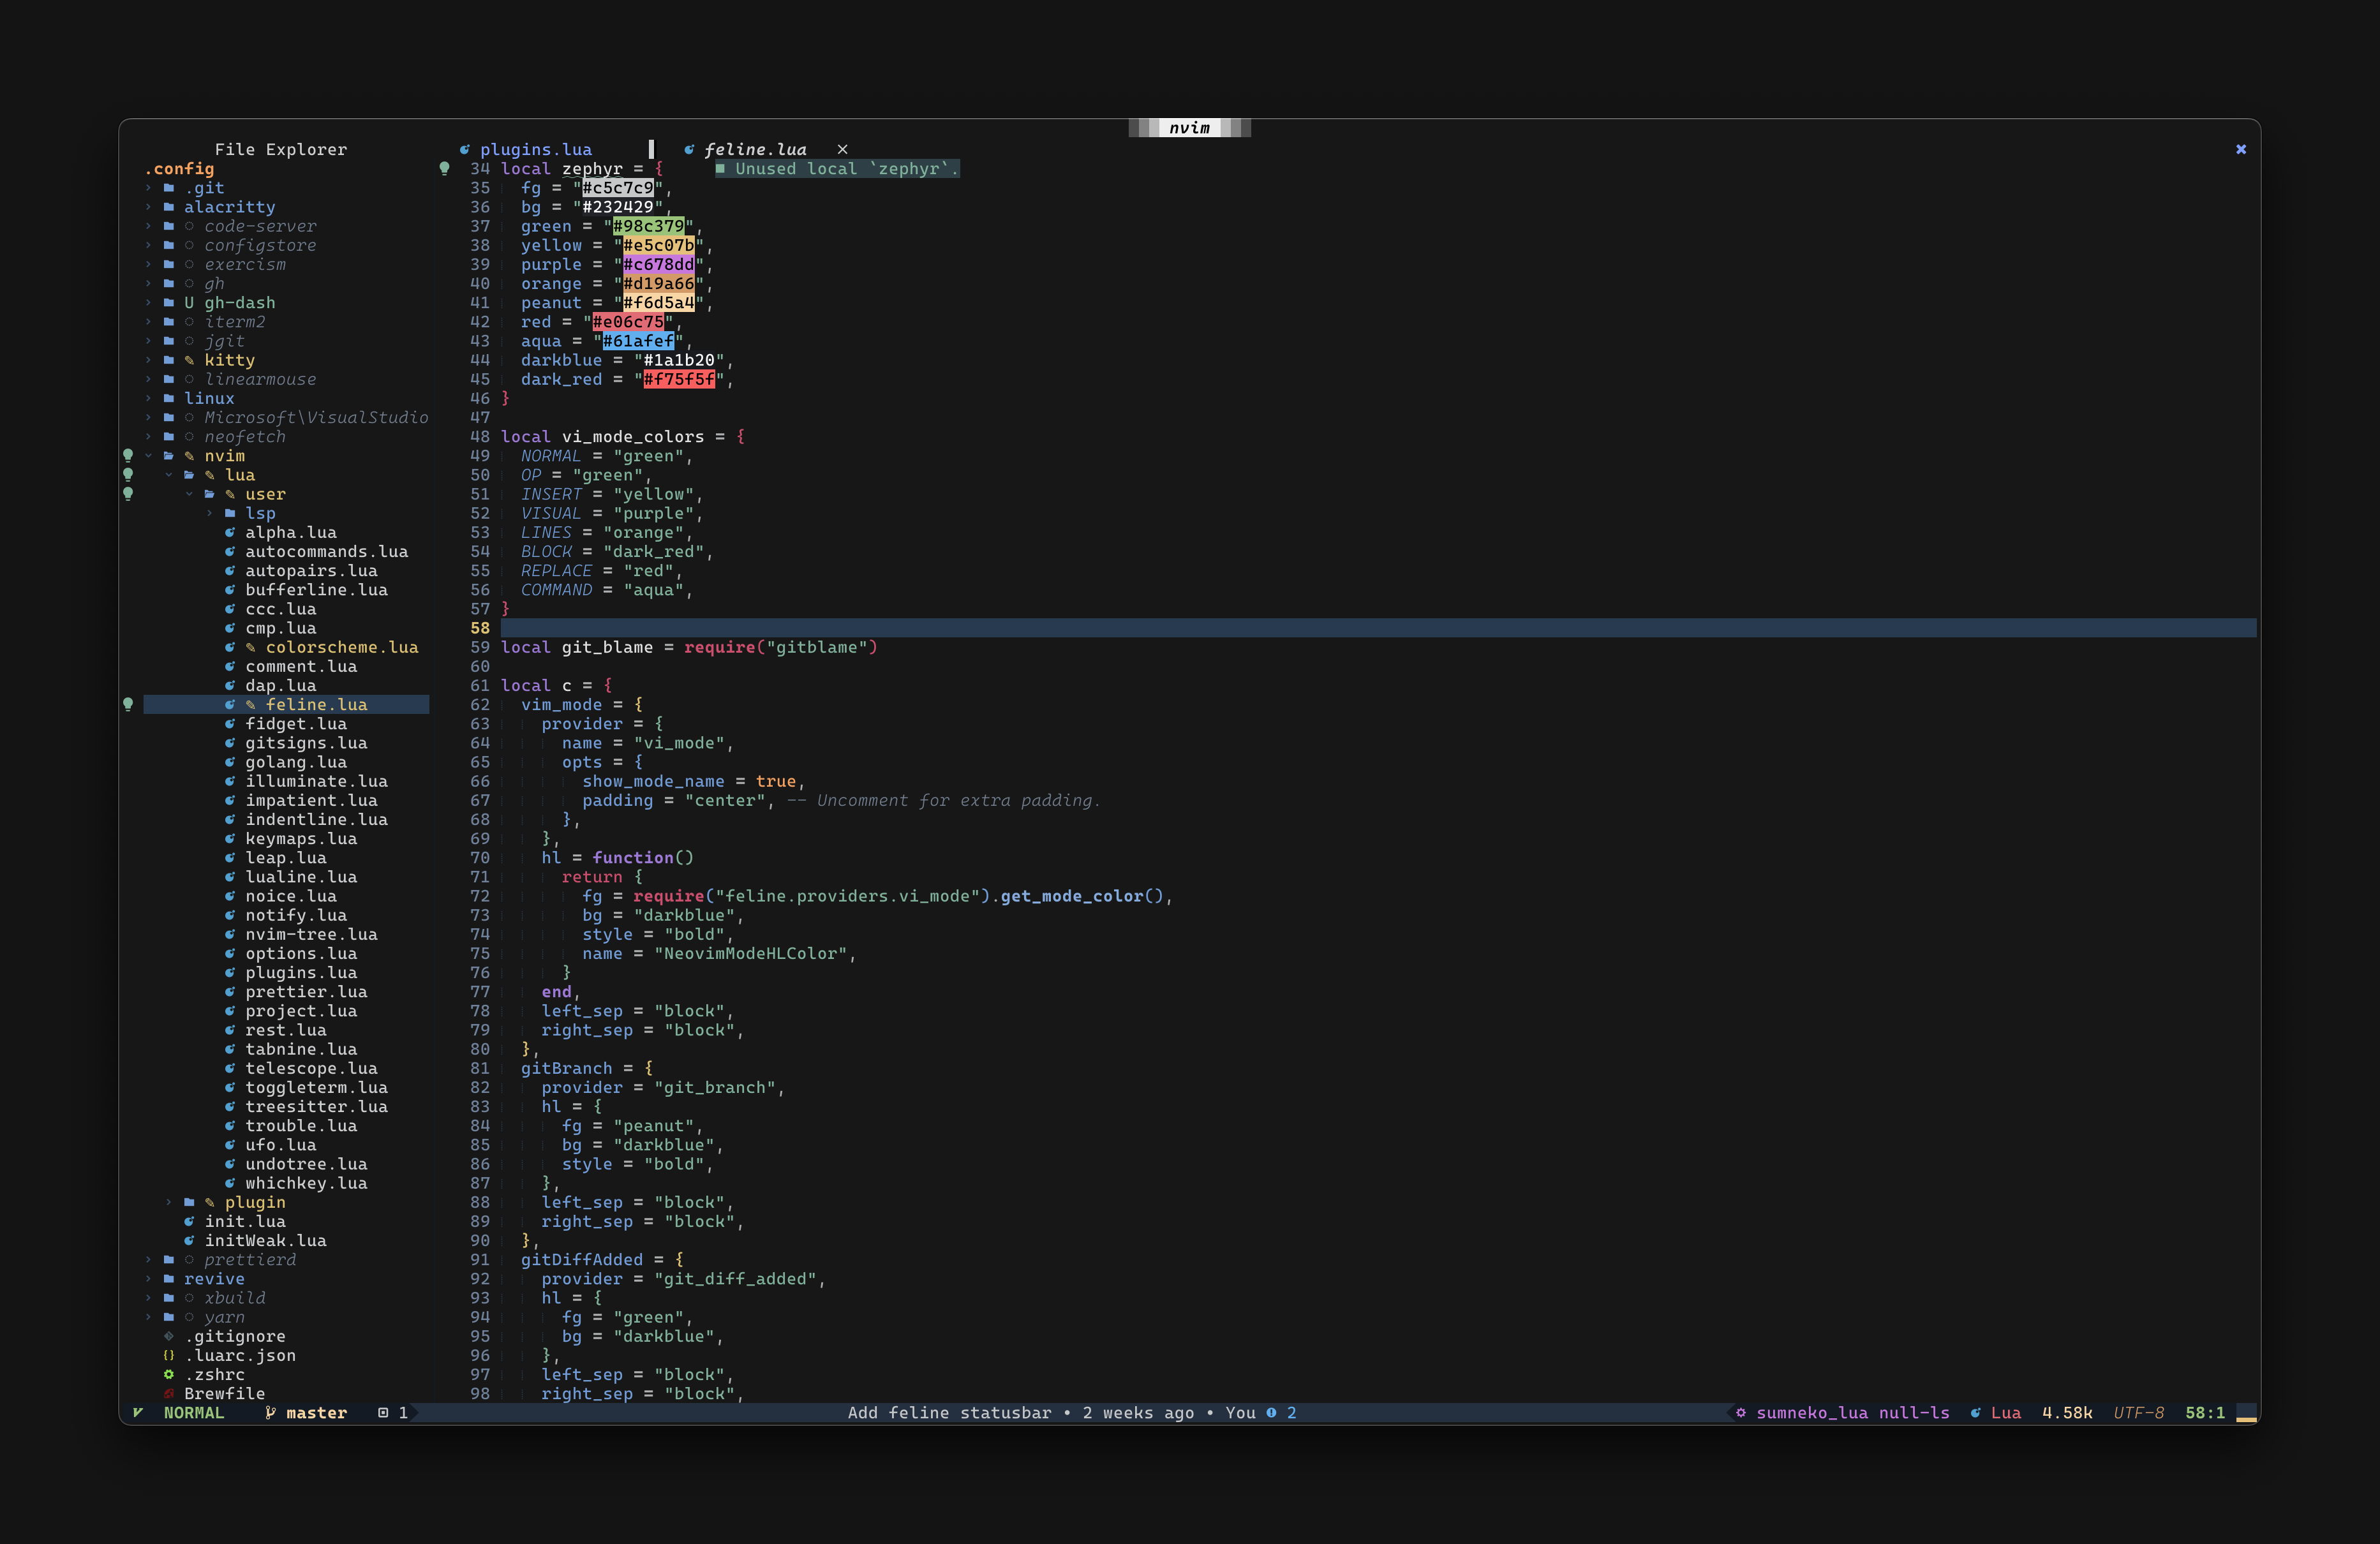 nvim
File Explorer
.config
.git
alacritty
code-server
configstore
exercism
gh
U gh-dash
iterm2
jgit
kitty
linearmouse
linux
Microsoft\VisualStudio
neofetch
nvim
lua
user
lsp
alpha.lua
autocommands.lua
autopairs.lua
bufferline.lua
ccc.lua
cmp.lua
colorscheme.lua
comment.lua
dap.lua
feline.lua
fidget.lua
gitsigns.lua
golang.lua
illuminate.lua
impatient.lua
indentline.lua
keymaps.lua
leap.lua
lualine.lua
noice.lua
notify.lua
nvim-tree.lua
options.lua
plugins.lua
prettier.lua
project.lua
rest.lua
tabnine.lua
telescope.lua
toggleterm.lua
treesitter.lua
trouble.lua
ufo.lua
undotree.lua
whichkey.lua
plugin
init.lua
initWeak.lua
prettierd
revive
xbuild
yarn
.gitignore
{} .luarc.json
.zshrc
Brewfile
plugins.lua feline.lua ×
34 local zephyr = { ■ Unused local `zephyr`.
35 fg = "#c5c7c9",
36 bg = "#232429",
37 green = "#98c379",
38 yellow = "#e5c07b",
39 purple = "#c678dd",
40 orange = "#d19a66",
41 peanut = "#f6d5a4",
42 red = "#e06c75",
43 aqua = "#61afef",
44 darkblue = "#1a1b20",
45 dark_red = "#f75f5f",
46 }
47
48 local vi_mode_colors = {
49 NORMAL = "green",
50 OP = "green",
51 INSERT = "yellow",
52 VISUAL = "purple",
53 LINES = "orange",
54 BLOCK = "dark_red",
55 REPLACE = "red",
56 COMMAND = "aqua",
57 }
58
59 local git_blame = require("gitblame")
60
61 local c = {
62 vim_mode = {
63 provider = {
64 name = "vi_mode",
65 opts = {
66 show_mode_name = true,
67 padding = "center", -- Uncomment for extra padding.
68 },
69 },
70 hl = function()
71 return {
72 fg = require("feline.providers.vi_mode").get_mode_color(),
73 bg = "darkblue",
74 style = "bold",
75 name = "NeovimModeHLColor",
76 }
77 end,
78 left_sep = "block",
79 right_sep = "block",
80 },
81 gitBranch = {
82 provider = "git_branch",
83 hl = {
84 fg = "peanut",
85 bg = "darkblue",
86 style = "bold",
87 },
88 left_sep = "block",
89 right_sep = "block",
90 },
91 gitDiffAdded = {
92 provider = "git_diff_added",
93 hl = {
94 fg = "green",
95 bg = "darkblue",
96 },
97 left_sep = "block",
98 right_sep = "block",
NORMAL master 1 Add feline statusbar • 2 weeks ago • You 2 sumneko_lua null-ls Lua 4.58k UTF-8 58:1